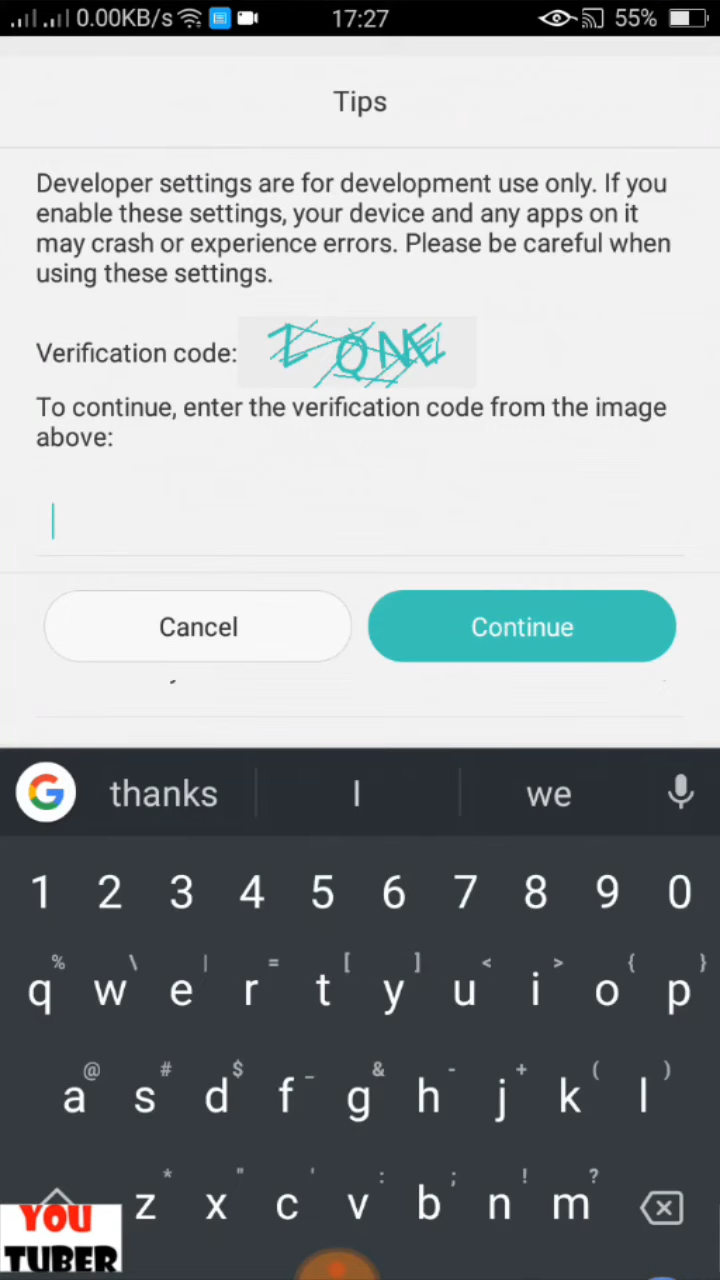 0.00KB/s 17:27 55%
Tips
Developer settings are for development use only. If you
enable these settings, your device and any apps on it
may crash or experience errors. Please be careful when
using these settings.
Verification code:
To continue, enter the verification code from the image
above:
Cancel Continue
G thanks I we
1 2 3 4 5 6 7 8 9 0
% \ | = [ ] < > { }
q w e r t y u i o p
@ # $ _ & - + ( )
a s d f g h j k l
* " ' : ; ! ?
z x c v b n m
YOU
TUBER